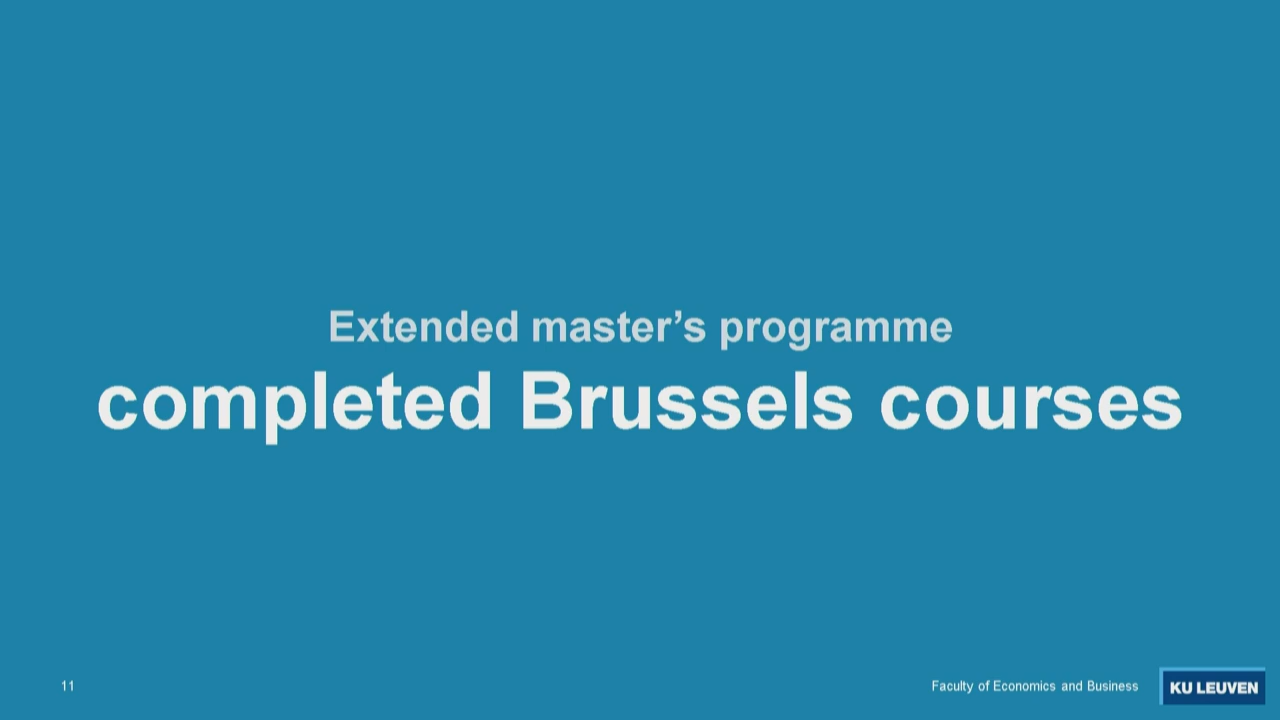 Extended master’s programme
completed Brussels courses
11
Faculty of Economics and Business
KU LEUVEN